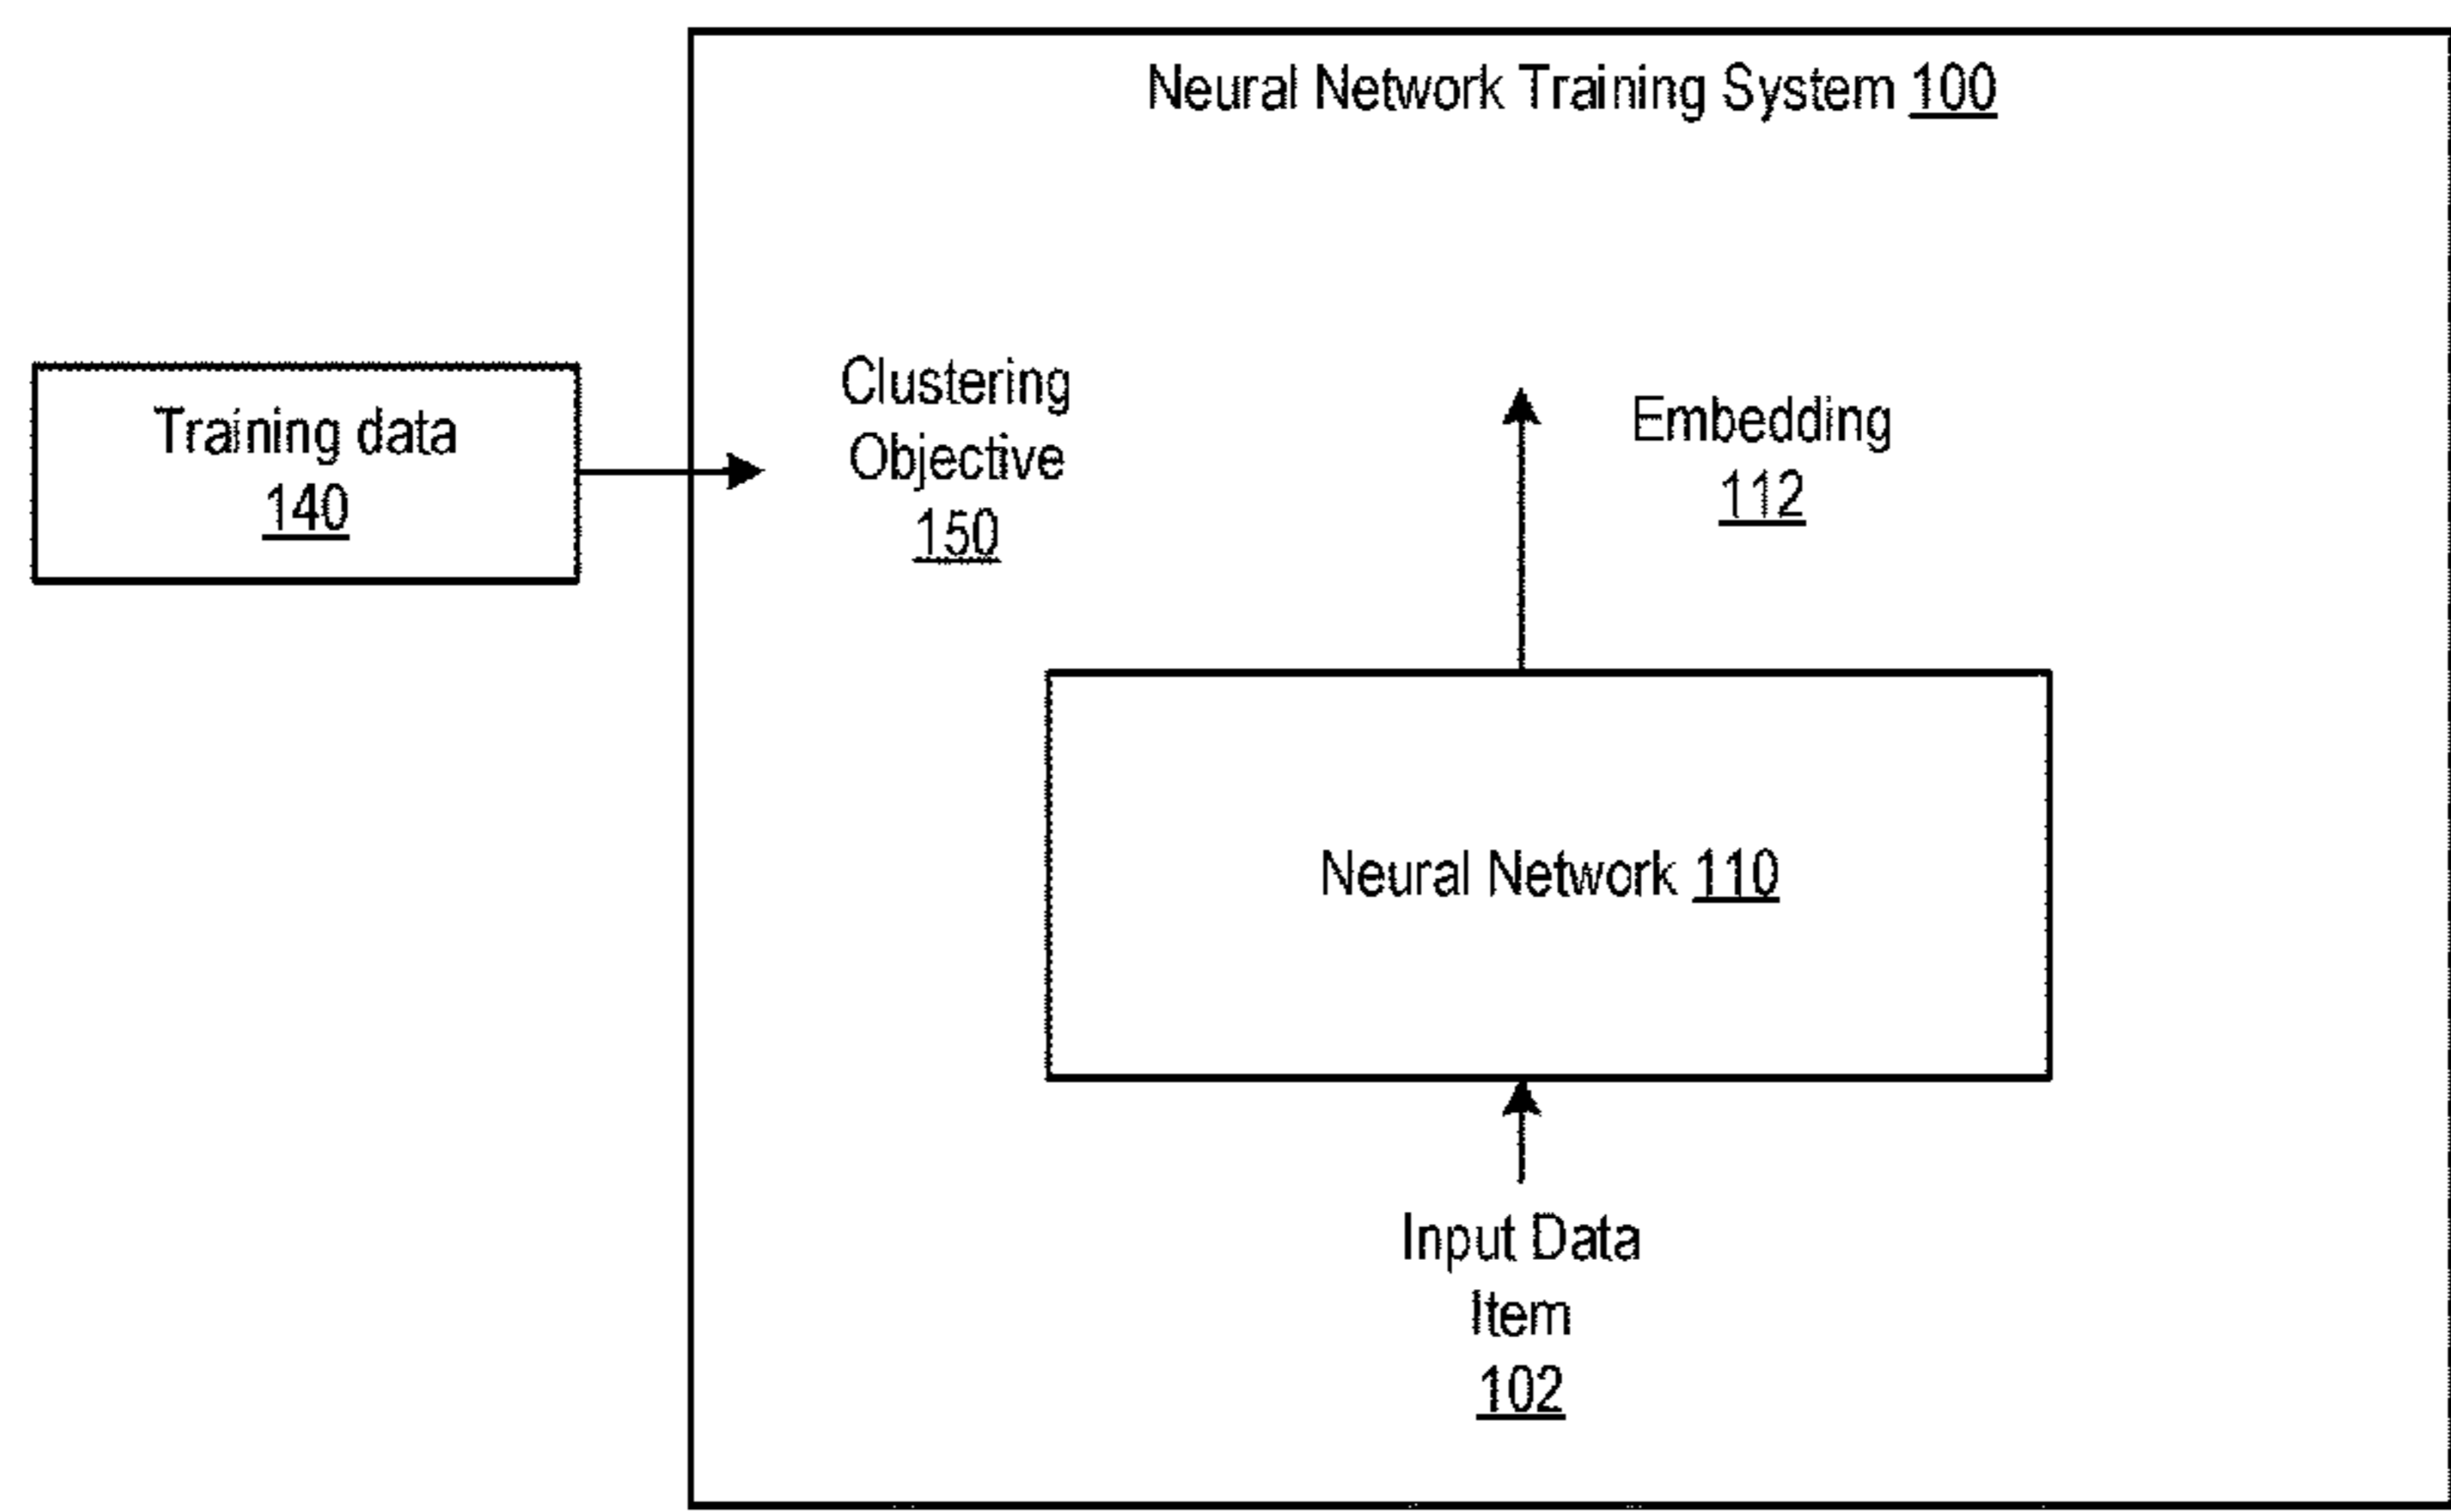 Neural Network Training System 100
Training data
140
Clustering
Objective
150
Embedding
112
Neural Network 110
Input Data
Item
102